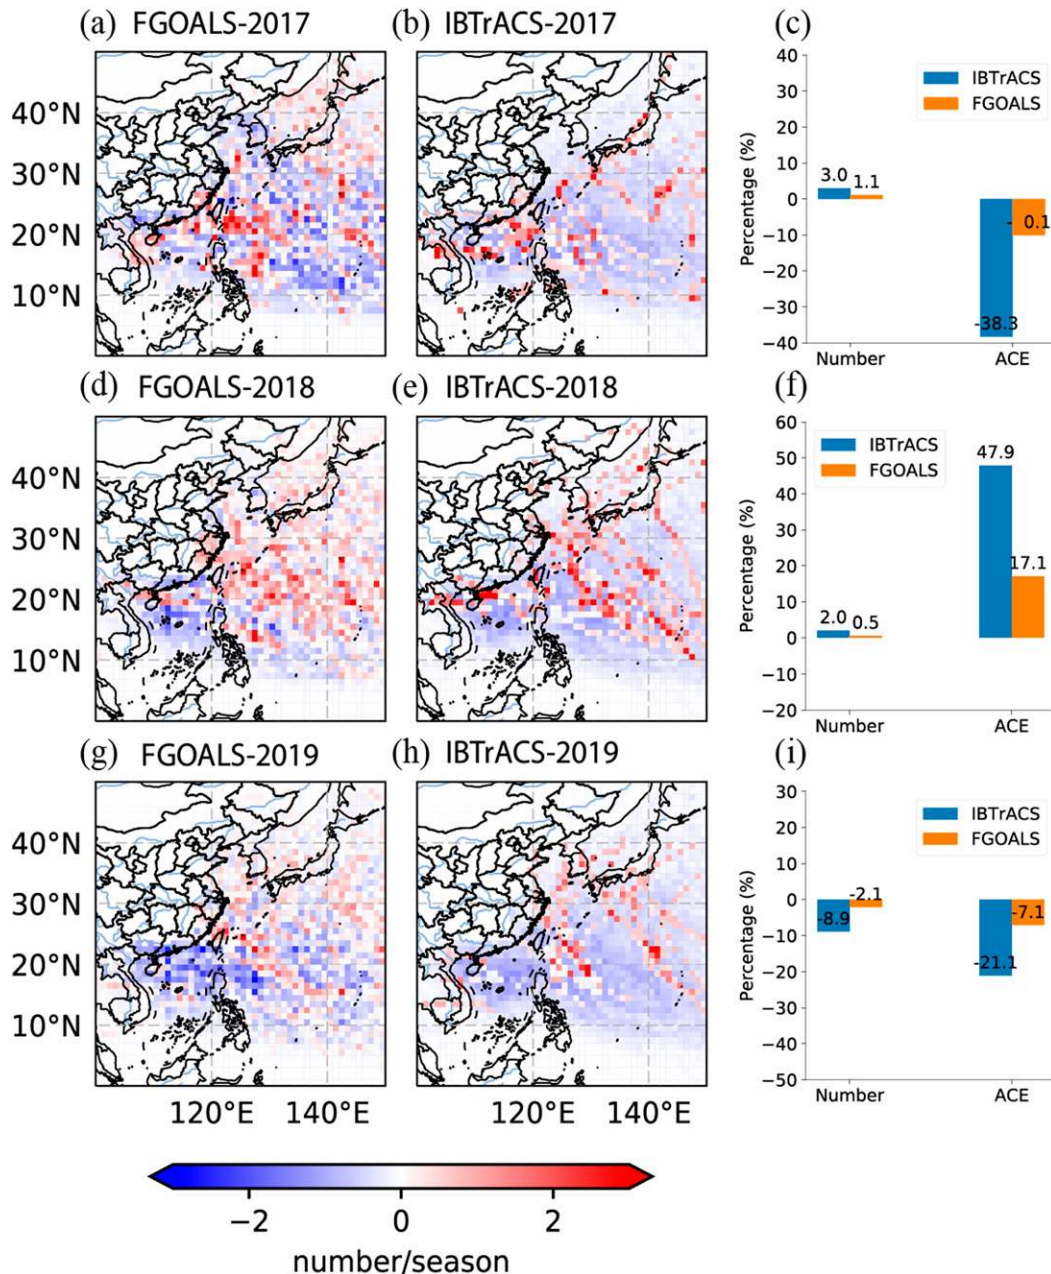 (a) FGOALS-2017
(b) IBTrACS-2017
(c)
40°N
30°N
20°N
10°N
40
30
20
10
0
−10
−20
−30
−40
Percentage (%)
IBTrACS
FGOALS
3.0
1.1
-38.3
- 0.1
Number
ACE
(d) FGOALS-2018
(e) IBTrACS-2018
(f)
40°N
30°N
20°N
10°N
60
50
40
30
20
10
0
−10
−20
Percentage (%)
IBTrACS
FGOALS
2.0
0.5
47.9
17.1
Number
ACE
(g) FGOALS-2019
(h) IBTrACS-2019
(i)
40°N
30°N
20°N
10°N
120°E
140°E
120°E
140°E
30
20
10
0
−10
−20
−30
−40
−50
Percentage (%)
IBTrACS
FGOALS
-8.9
-2.1
-21.1
-7.1
Number
ACE
−2
0
2
number/season